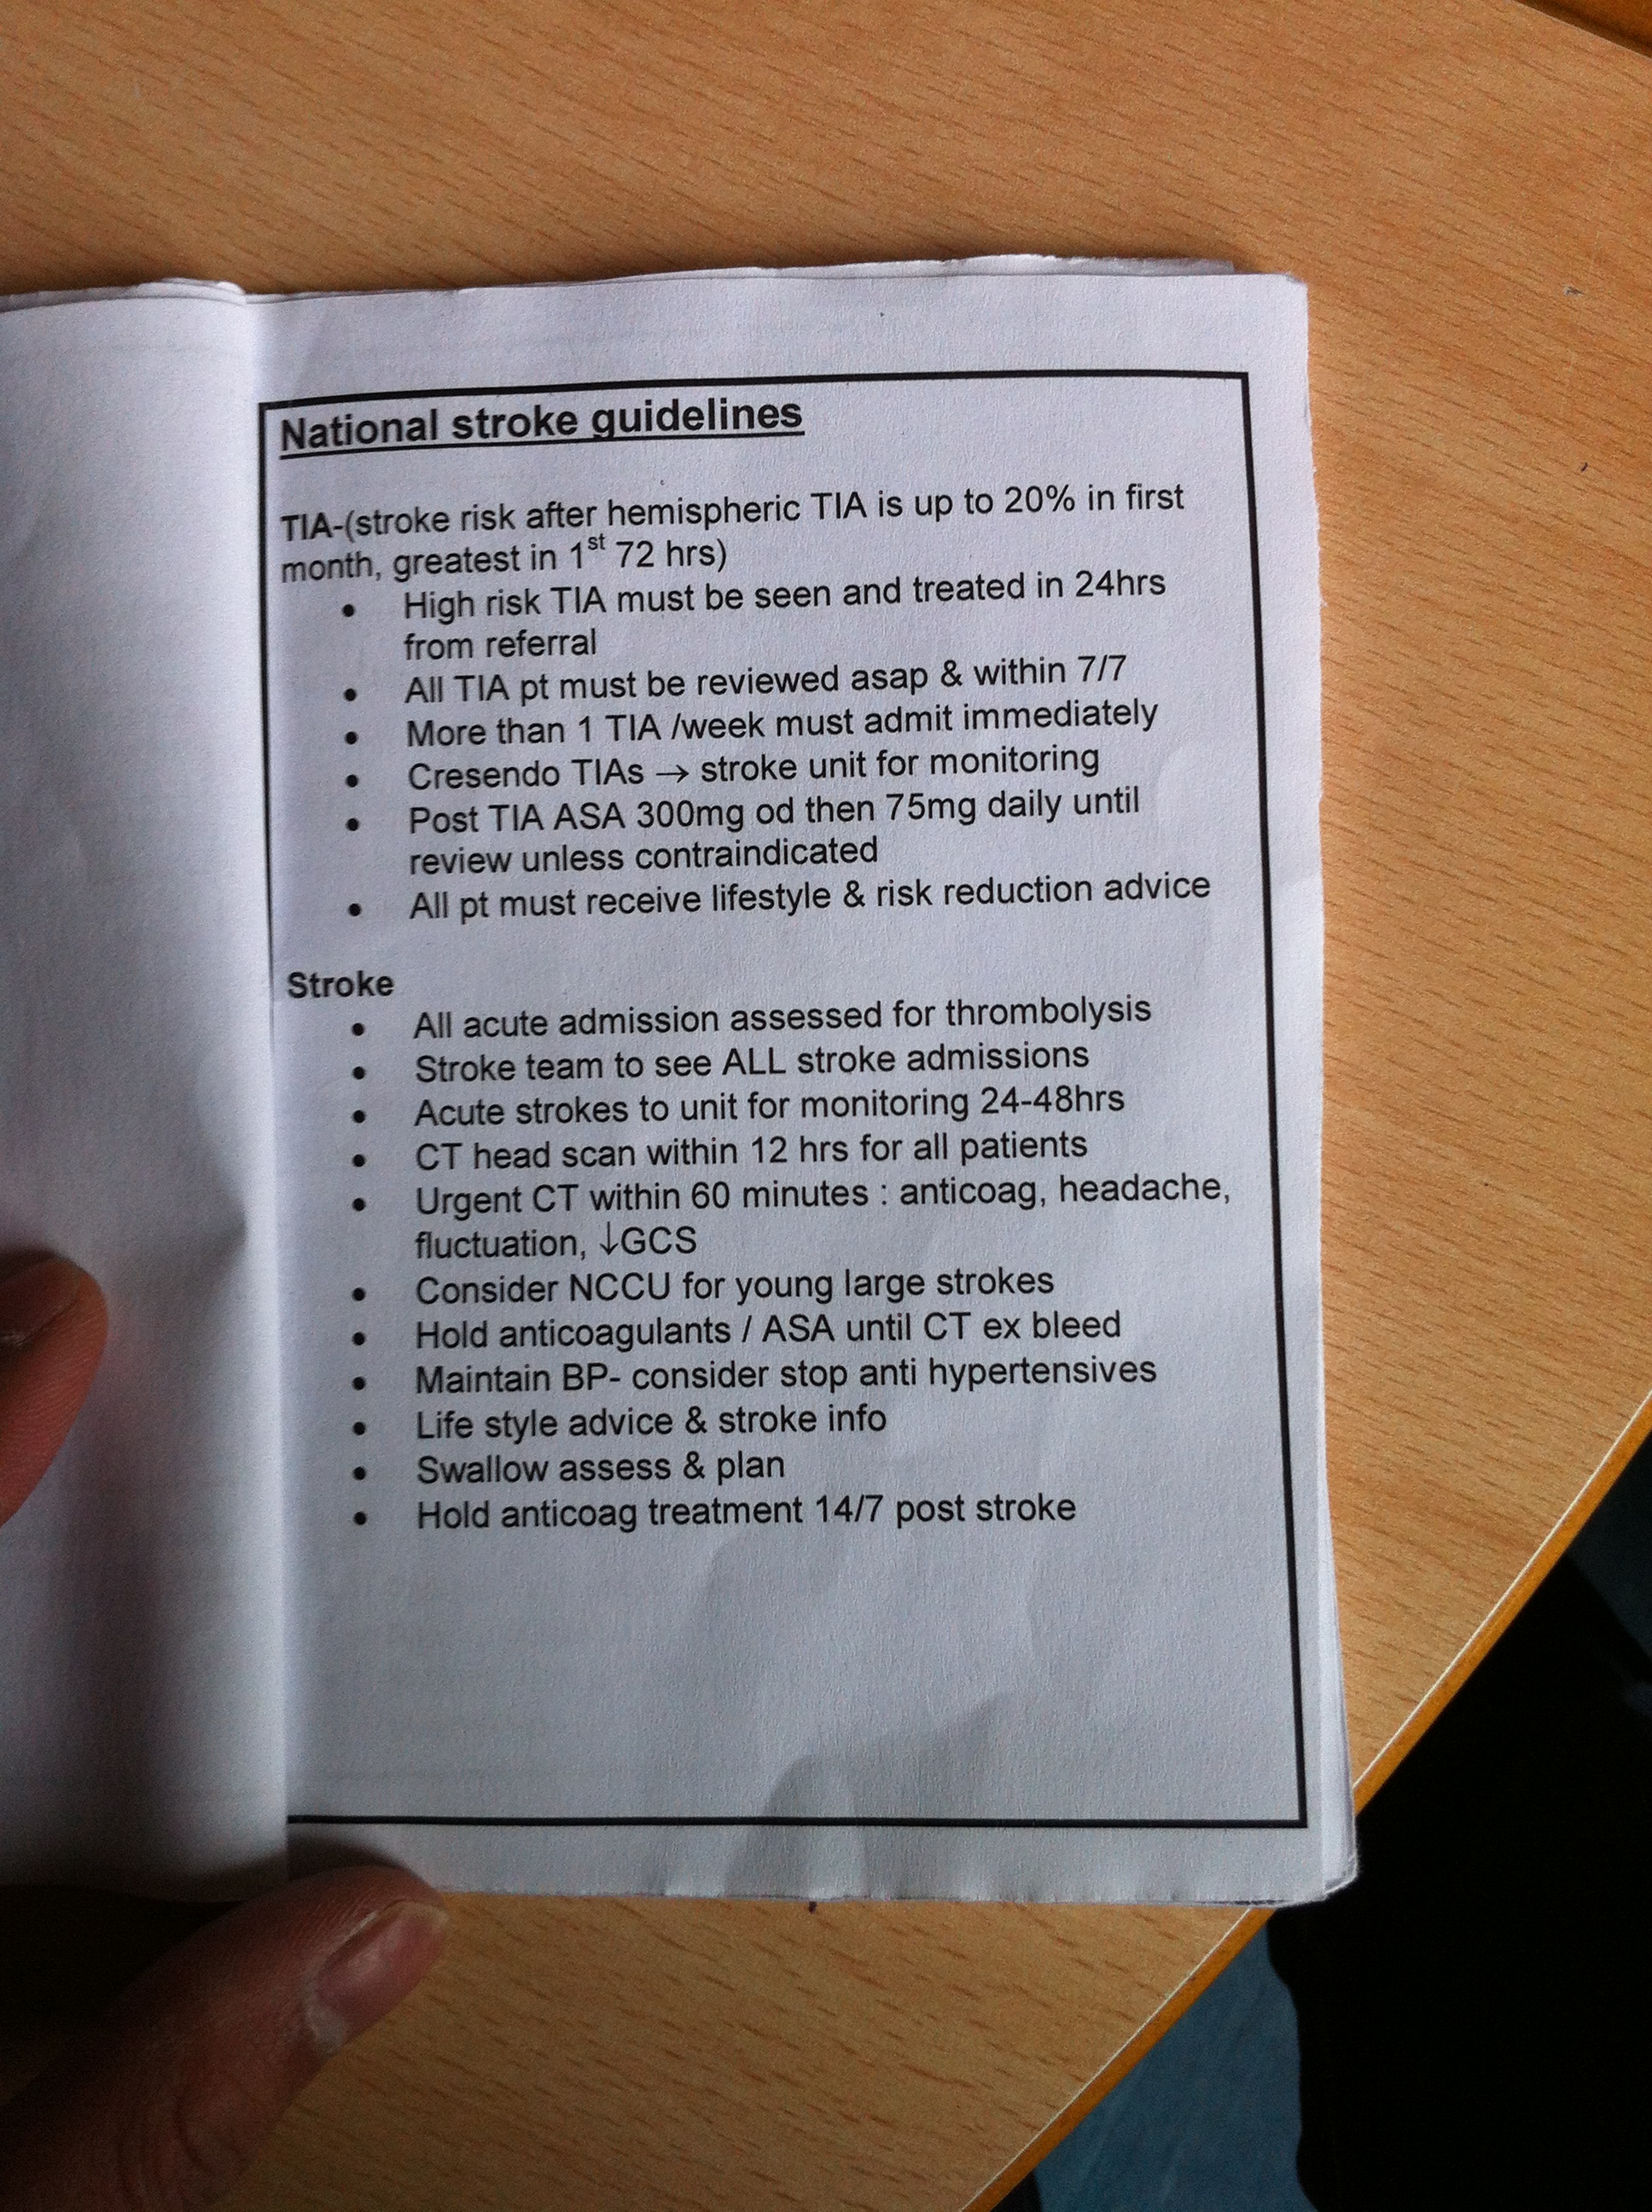 National stroke guidelines
TIA-(stroke risk after hemispheric TIA is up to 20% in first
month, greatest in 1st 72 hrs)
• High risk TIA must be seen and treated in 24hrs
from referral
• All TIA pt must be reviewed asap & within 7/7
• More than 1 TIA /week must admit immediately
• Cresendo TIAs → stroke unit for monitoring
• Post TIA ASA 300mg od then 75mg daily until
review unless contraindicated
• All pt must receive lifestyle & risk reduction advice
Stroke
• All acute admission assessed for thrombolysis
• Stroke team to see ALL stroke admissions
• Acute strokes to unit for monitoring 24-48hrs
• CT head scan within 12 hrs for all patients
• Urgent CT within 60 minutes : anticoag, headache,
fluctuation, ↓GCS
• Consider NCCU for young large strokes
• Hold anticoagulants / ASA until CT ex bleed
• Maintain BP- consider stop anti hypertensives
• Life style advice & stroke info
• Swallow assess & plan
• Hold anticoag treatment 14/7 post stroke